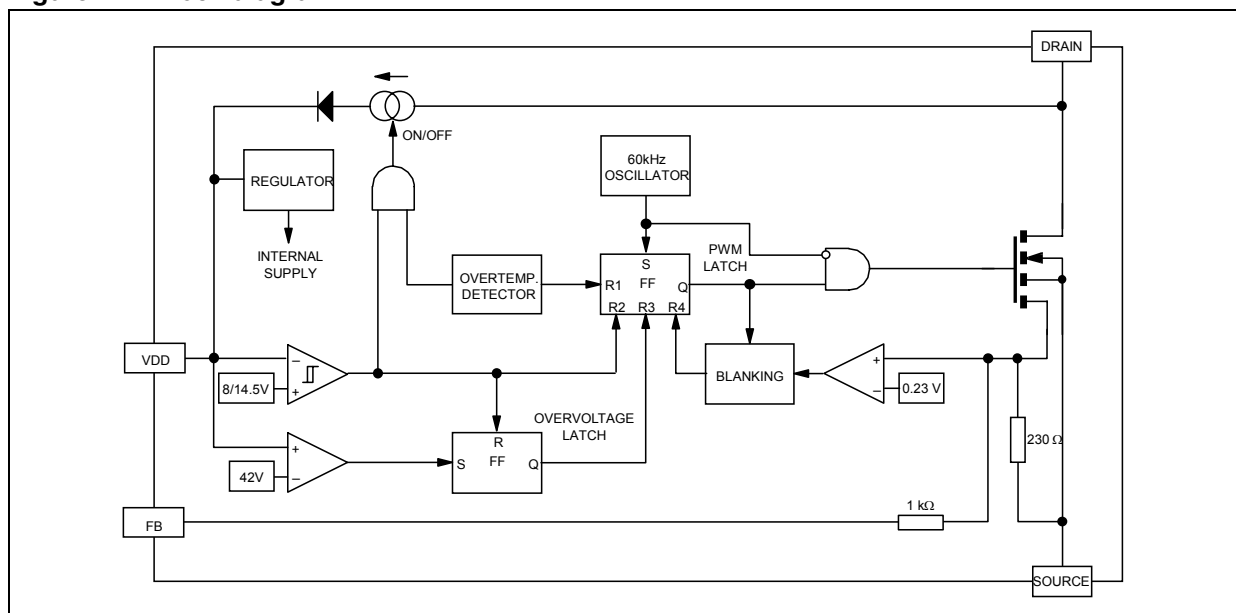 DRAIN
ON/OFF
60kHz
OSCILLATOR
REGULATOR
INTERNAL
SUPPLY
PWM
LATCH
OVERTEMP.
DETECTOR
S
R1
FF
Q
R2
R3
R4
VDD
–
+
8/14.5V
BLANKING
+
–
0.23 V
OVERVOLTAGE
LATCH
R
S
FF
Q
+
–
42V
230 Ω
1 kΩ
FB
SOURCE